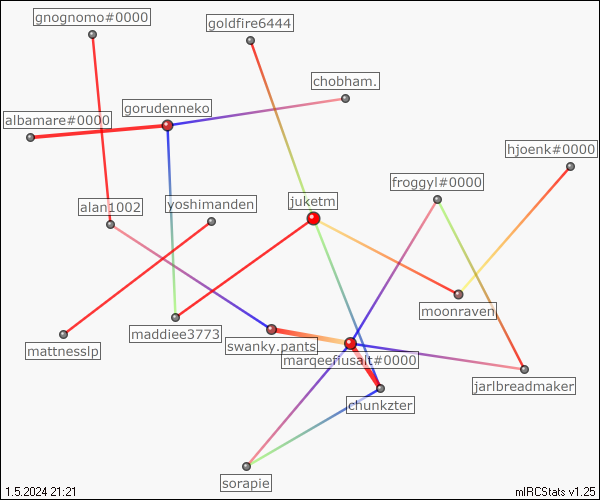 gnognomo#0000
goldfire6444
chobham.
gorudenneko
albamare#0000
hjoenk#0000
froggyl#0000
alan1002
yoshimanden
juketm
moonraven
maddiee3773
swanky.pants
mattnesslp
marqeeflusalt#0000
jarlbreadmaker
chunkzter
sorapie
1.5.2024 21:21
mIRCStats v1.25